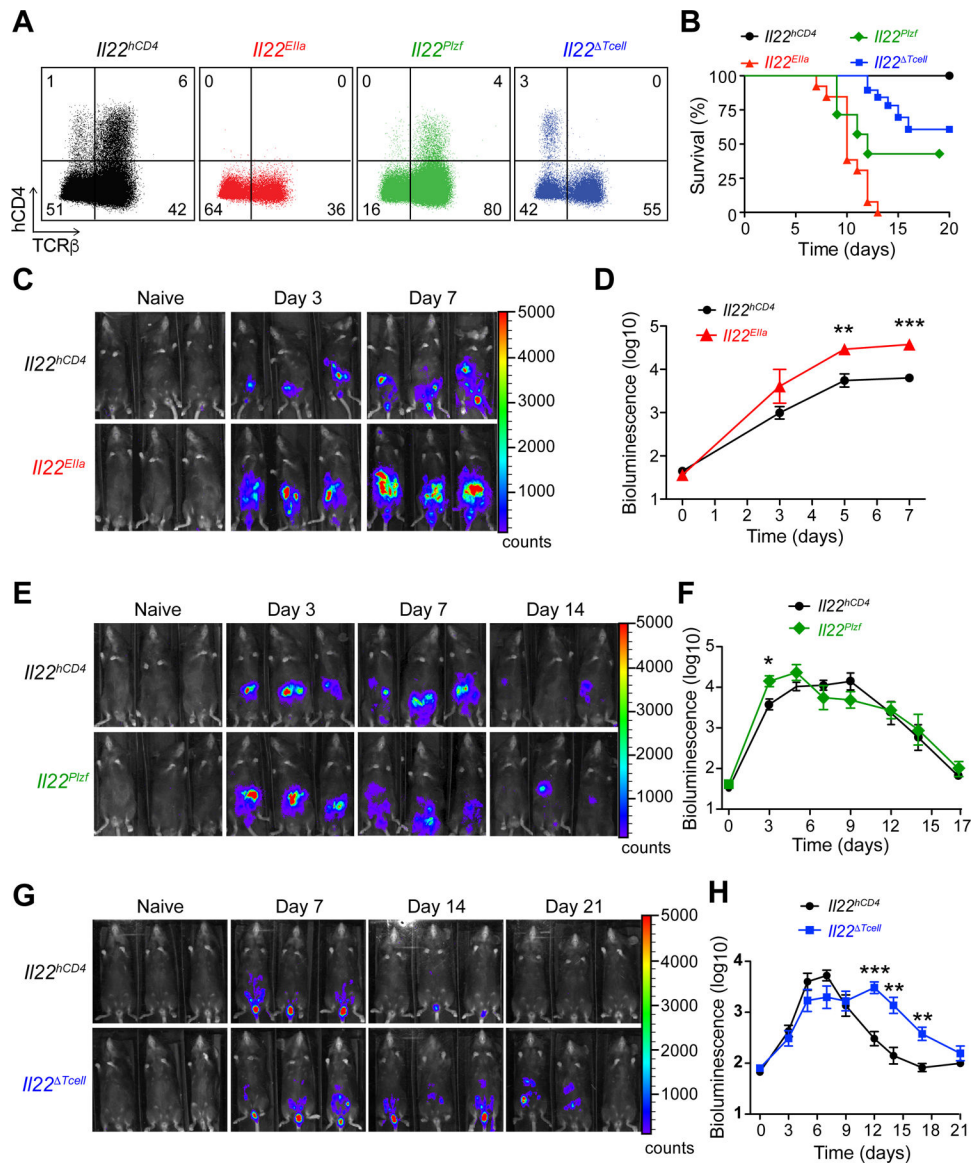 A
Il22hCD4
Il22EIIa
Il22Plzf
Il22ΔTcell
1 6
51 42
0 0
64 36
0 4
16 80
3 0
42 55
hCD4
TCRβ
B
Il22hCD4
Il22Plzf
Il22EIIa
Il22ΔTcell
Survival (%)
100
75
50
25
0
0 5 10 15 20
Time (days)
C
Naive Day 3 Day 7
Il22hCD4
Il22EIIa
5000
4000
3000
2000
1000
counts
D
Il22hCD4
Il22EIIa
** ***
Bioluminescence (log10)
5
4
3
2
1
0 1 2 3 4 5 6 7
Time (days)
E
Naive Day 3 Day 7 Day 14
Il22hCD4
Il22Plzf
5000
4000
3000
2000
1000
counts
F
Il22hCD4
Il22Plzf
*
Bioluminescence (log10)
5
4
3
2
1
0 3 6 9 12 15 17
Time (days)
G
Naive Day 7 Day 14 Day 21
Il22hCD4
Il22ΔTcell
5000
4000
3000
2000
1000
counts
H
Il22hCD4
Il22ΔTcell
*** ** **
Bioluminescence (log10)
4
3
2
1
0 3 6 9 12 15 18 21
Time (days)